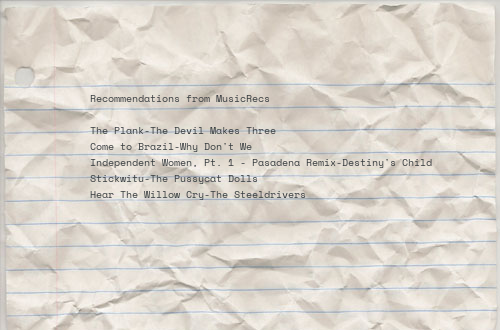 Recommendations from MusicRecs
The Plank-The Devil Makes Three
Come to Brazil-Why Don't We
Independent Women, Pt. 1 - Pasadena Remix-Destiny's Child
Stickwitu-The Pussycat Dolls
Hear The Willow Cry-The Steeldrivers